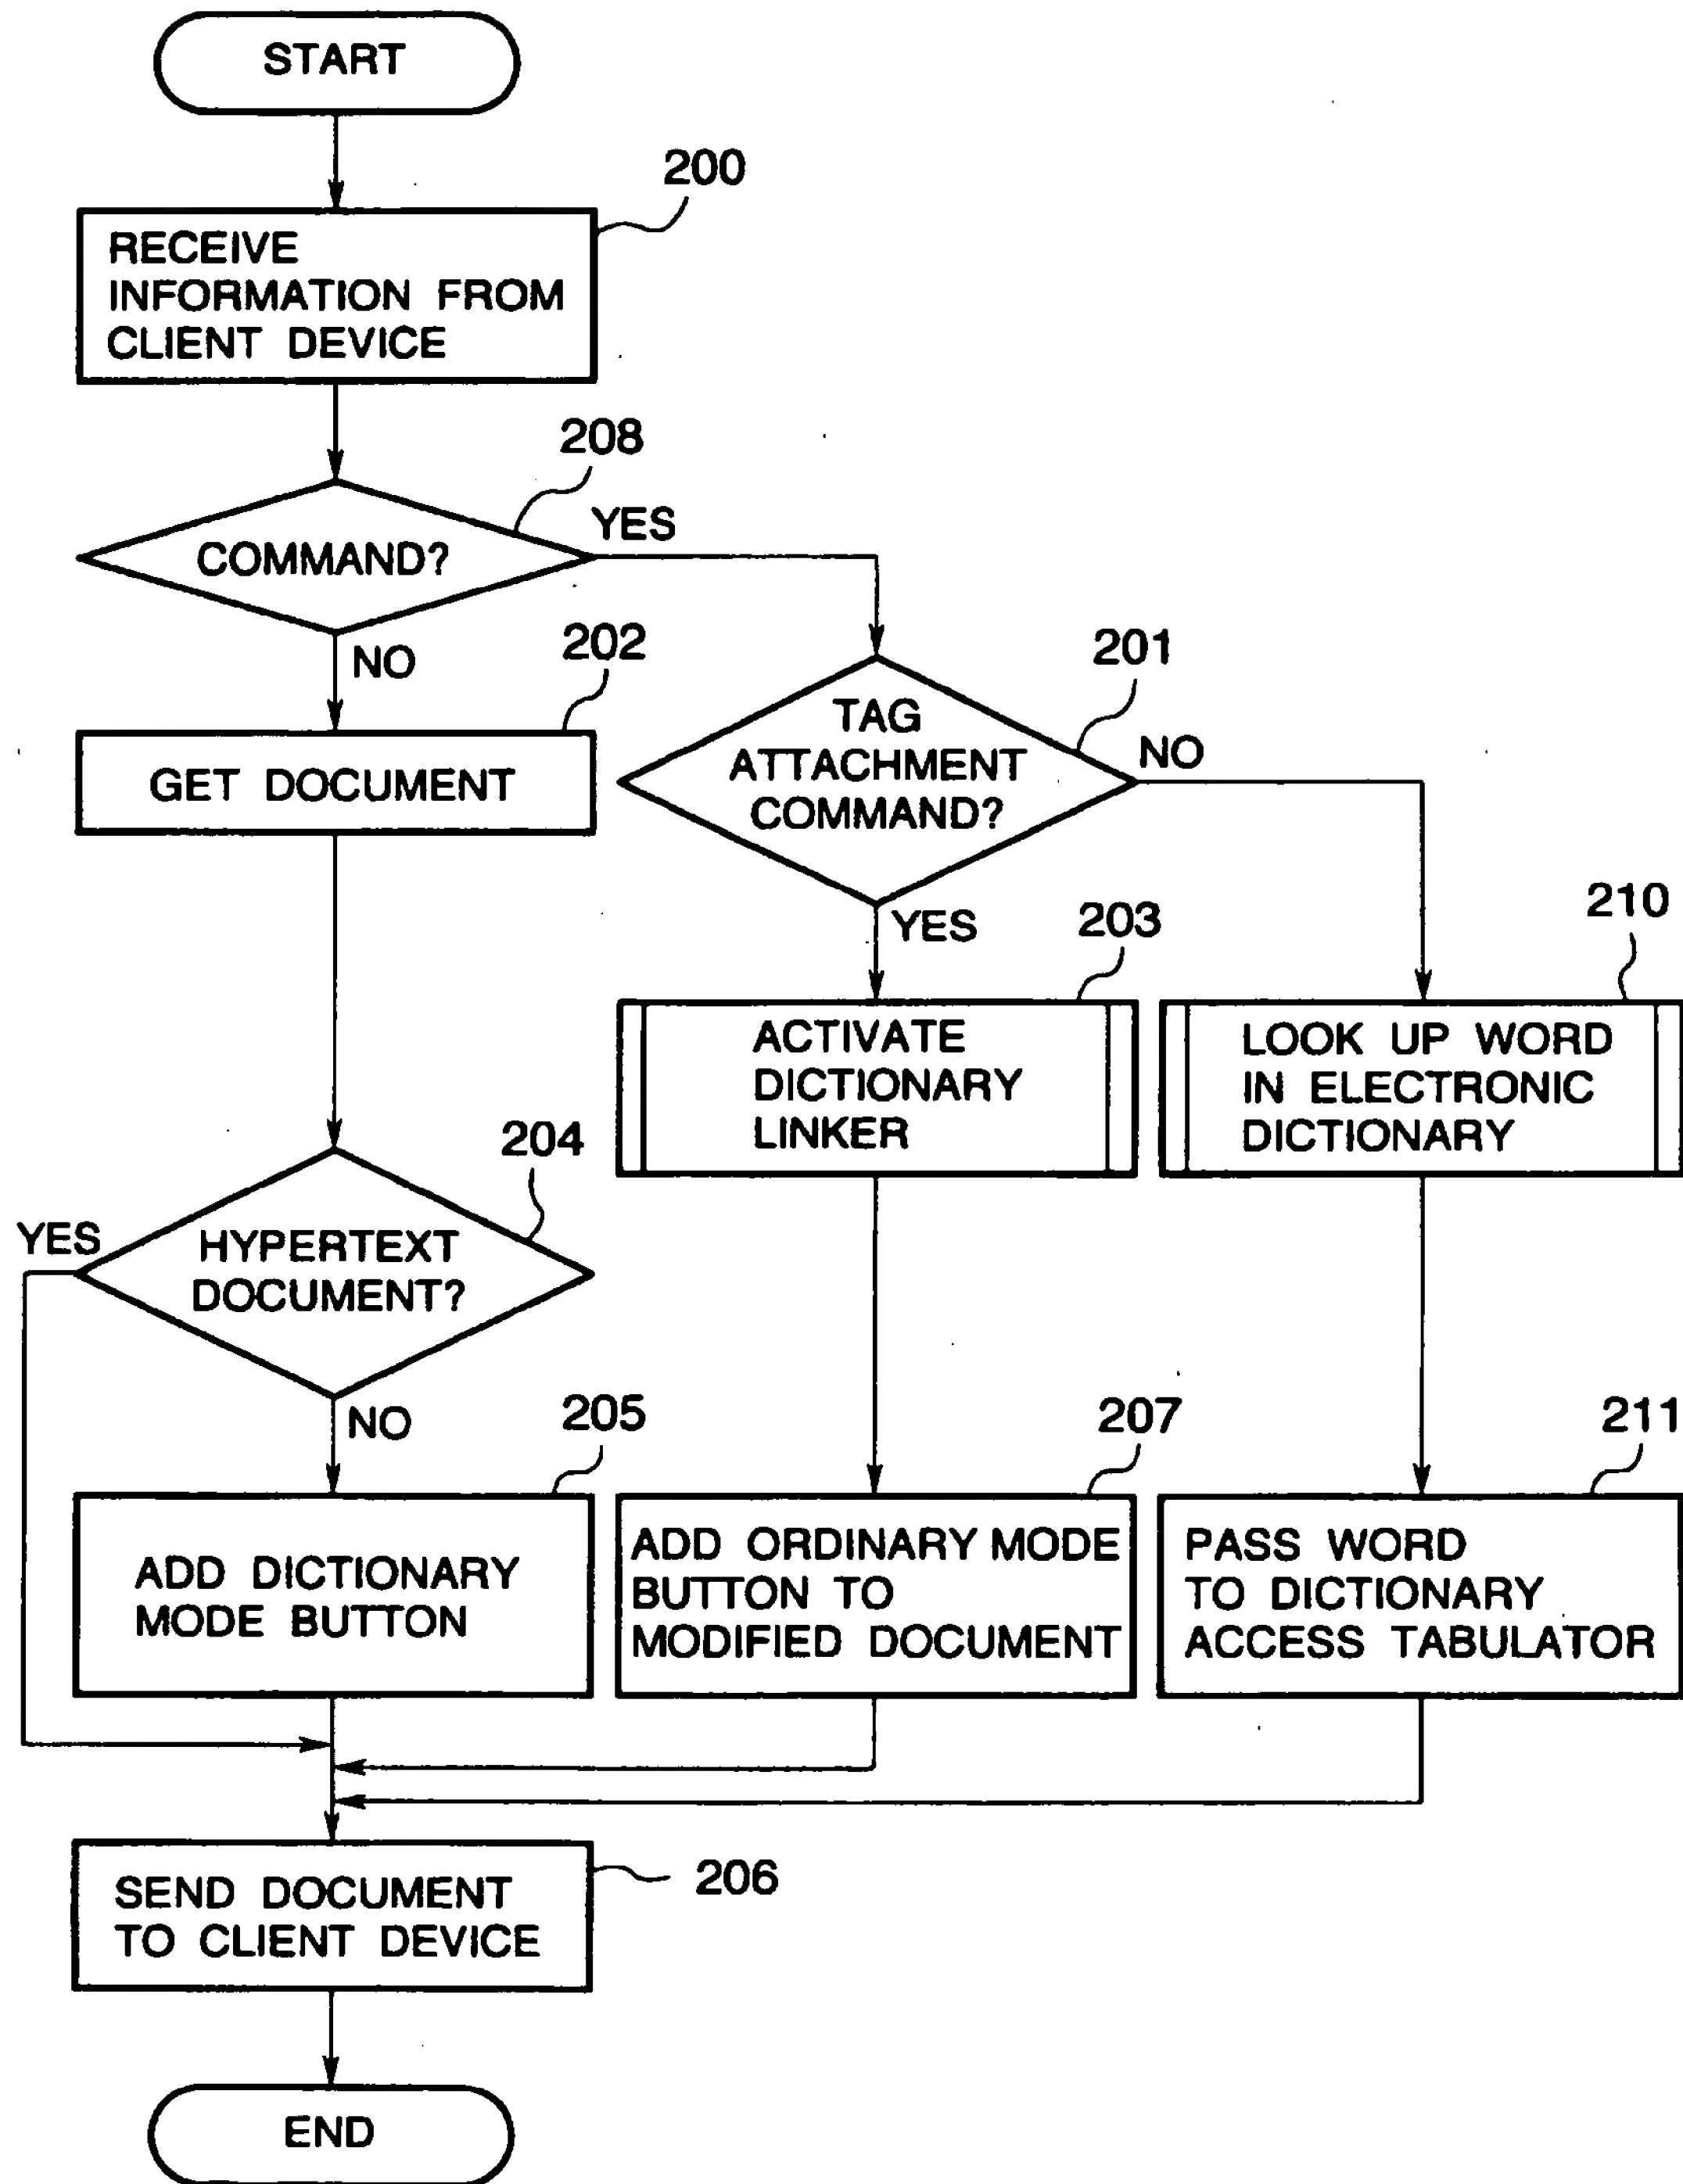 START
200
RECEIVE
INFORMATION FROM
CLIENT DEVICE
208
COMMAND?
YES
NO
202
GET DOCUMENT
201
TAG
ATTACHMENT
COMMAND?
NO
YES
203
ACTIVATE
DICTIONARY
LINKER
210
LOOK UP WORD
IN ELECTRONIC
DICTIONARY
204
HYPERTEXT
DOCUMENT?
YES
NO
205
ADD DICTIONARY
MODE BUTTON
207
ADD ORDINARY MODE
BUTTON TO
MODIFIED DOCUMENT
211
PASS WORD
TO DICTIONARY
ACCESS TABULATOR
206
SEND DOCUMENT
TO CLIENT DEVICE
END